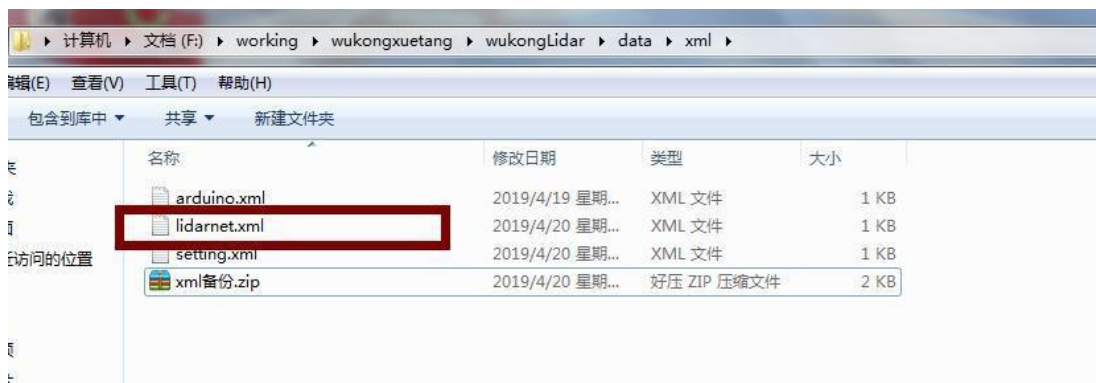 计算机 文档 (F:) working wukongxuetang wukongLidar data xml
编辑(E) 查看(V) 工具(T) 帮助(H)
包含到库中 共享 新建文件夹
名称 修改日期 类型 大小
arduino.xml 2019/4/19 星期... XML 文件 1 KB
lidarnet.xml 2019/4/20 星期... XML 文件 1 KB
setting.xml 2019/4/20 星期... XML 文件 1 KB
访问的位置
xml备份.zip 2019/4/20 星期... 好压 ZIP 压缩文件 2 KB